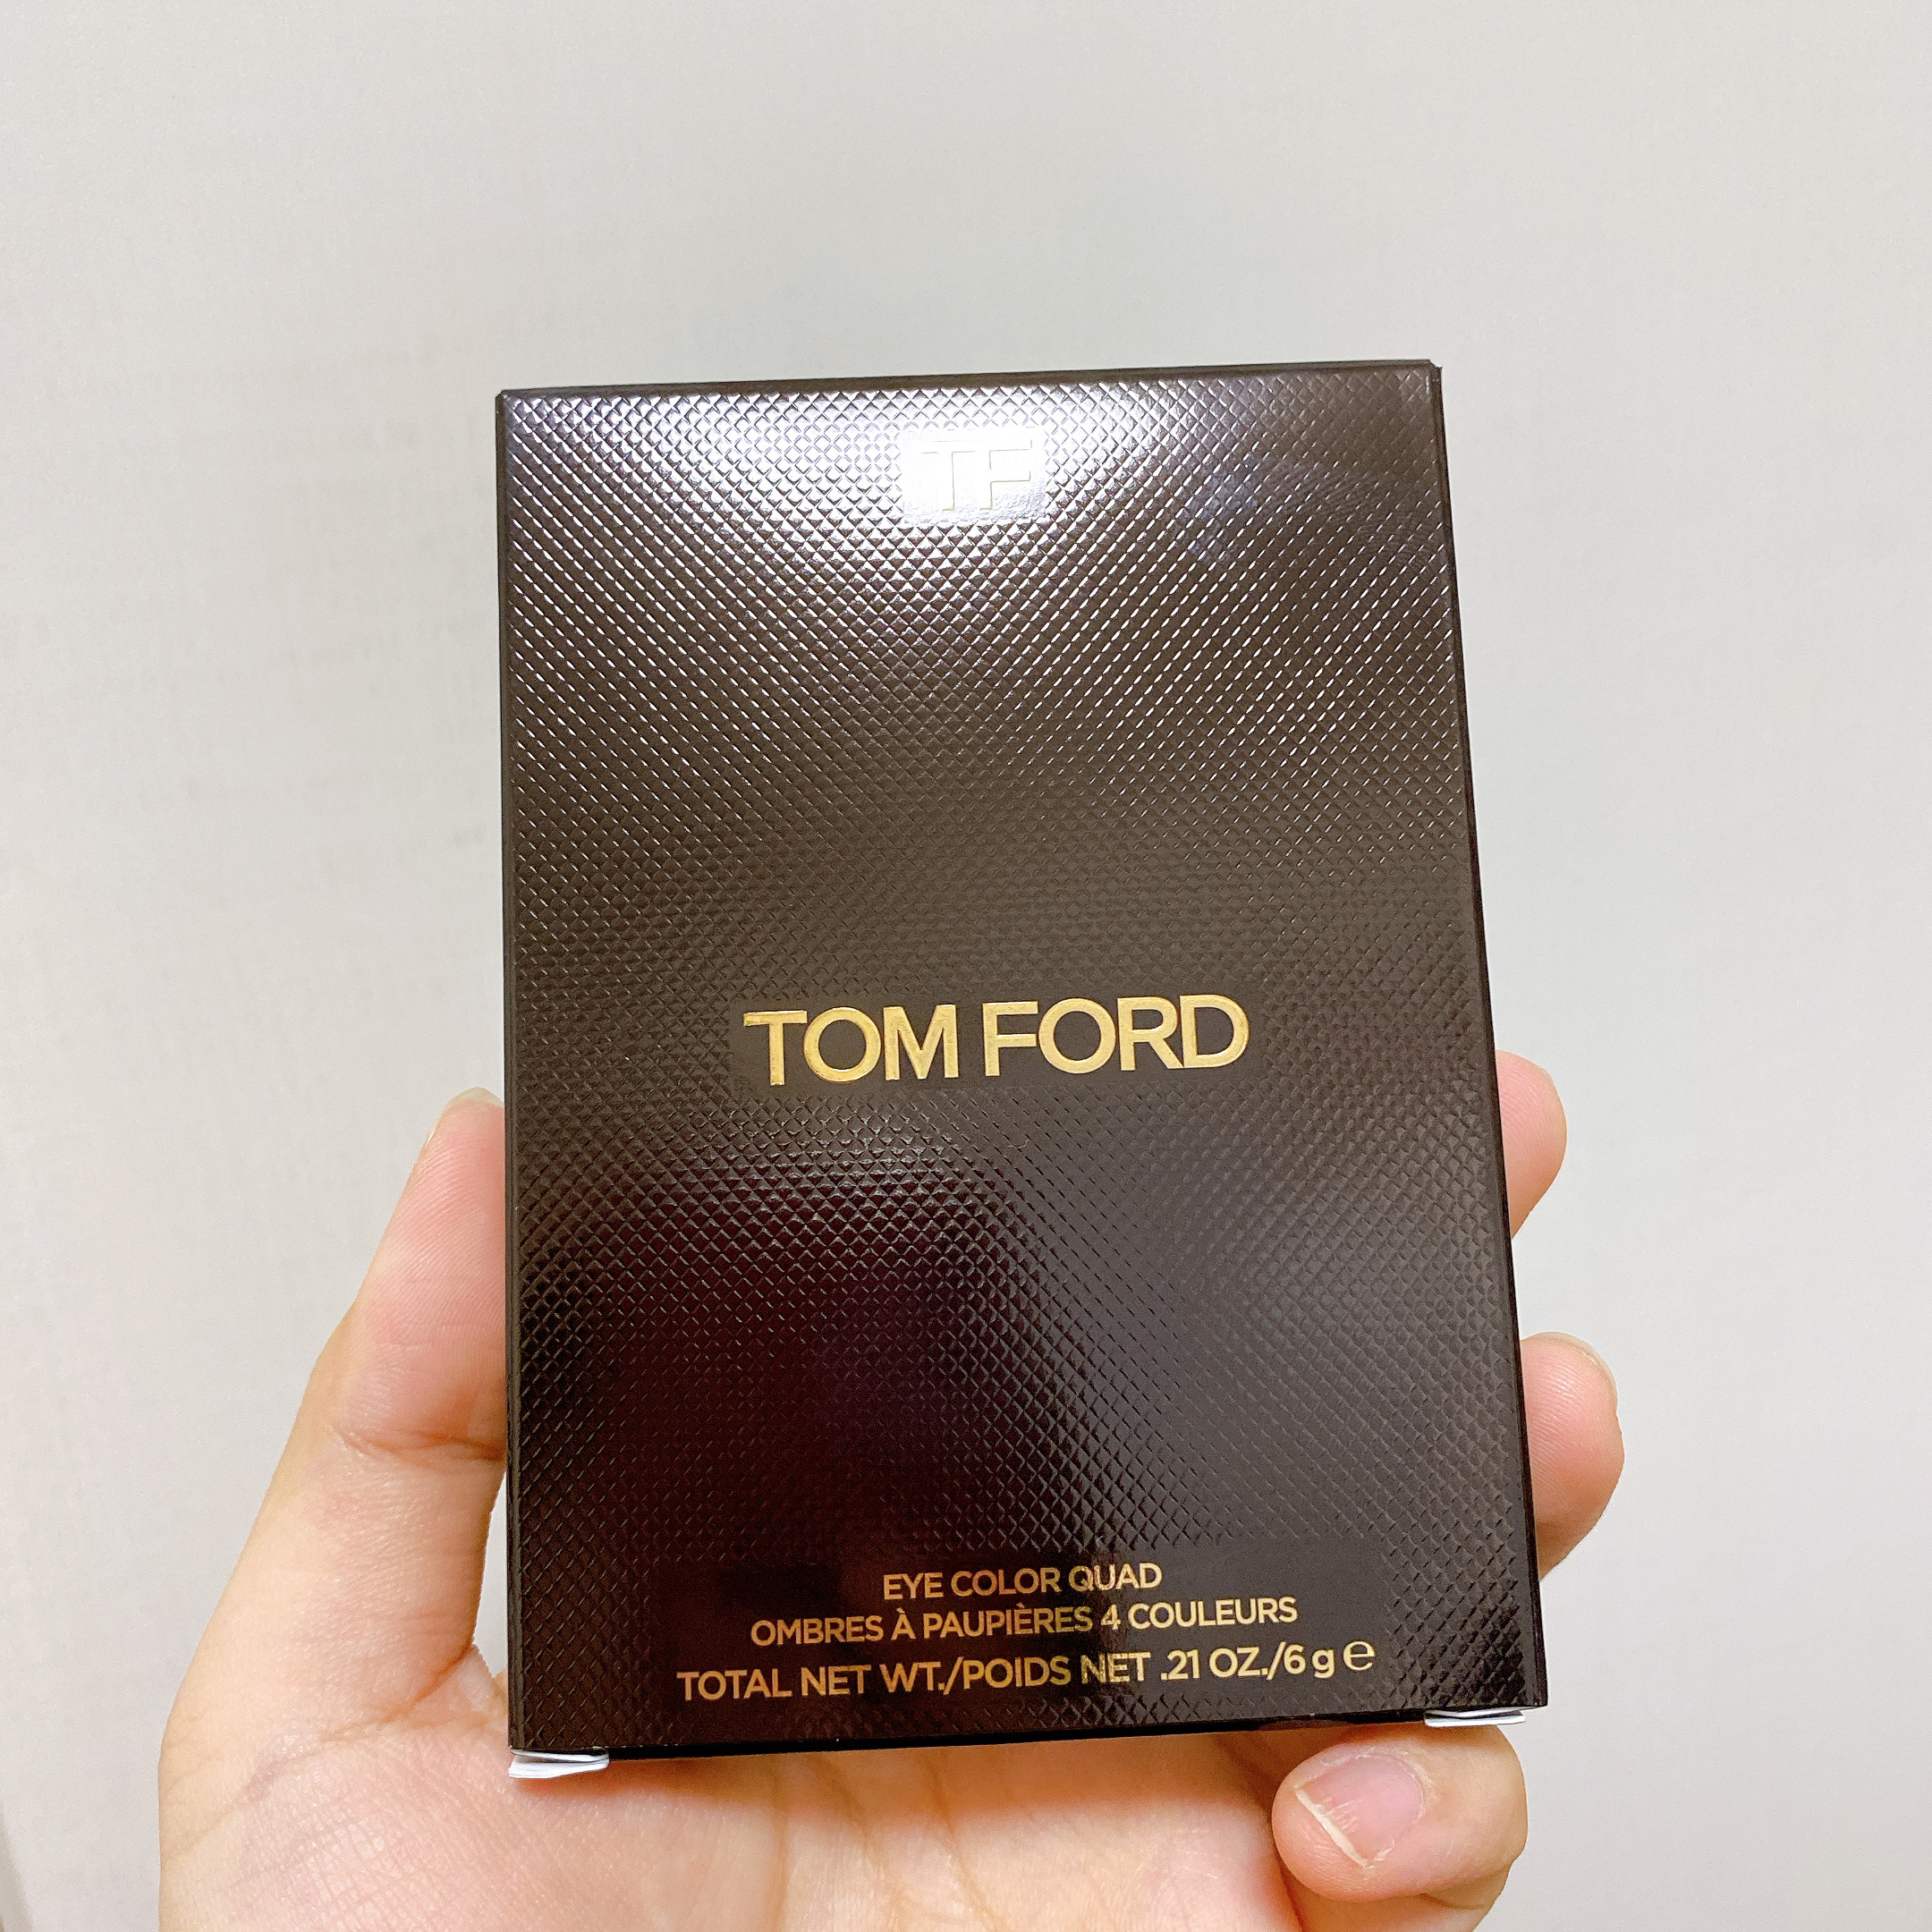 TF
TOM FORD
EYE COLOR QUAD
OMBRES À PAUPIÈRES 4 COULEURS
TOTAL NET WT./POIDS NET .21 OZ./6 g ℮